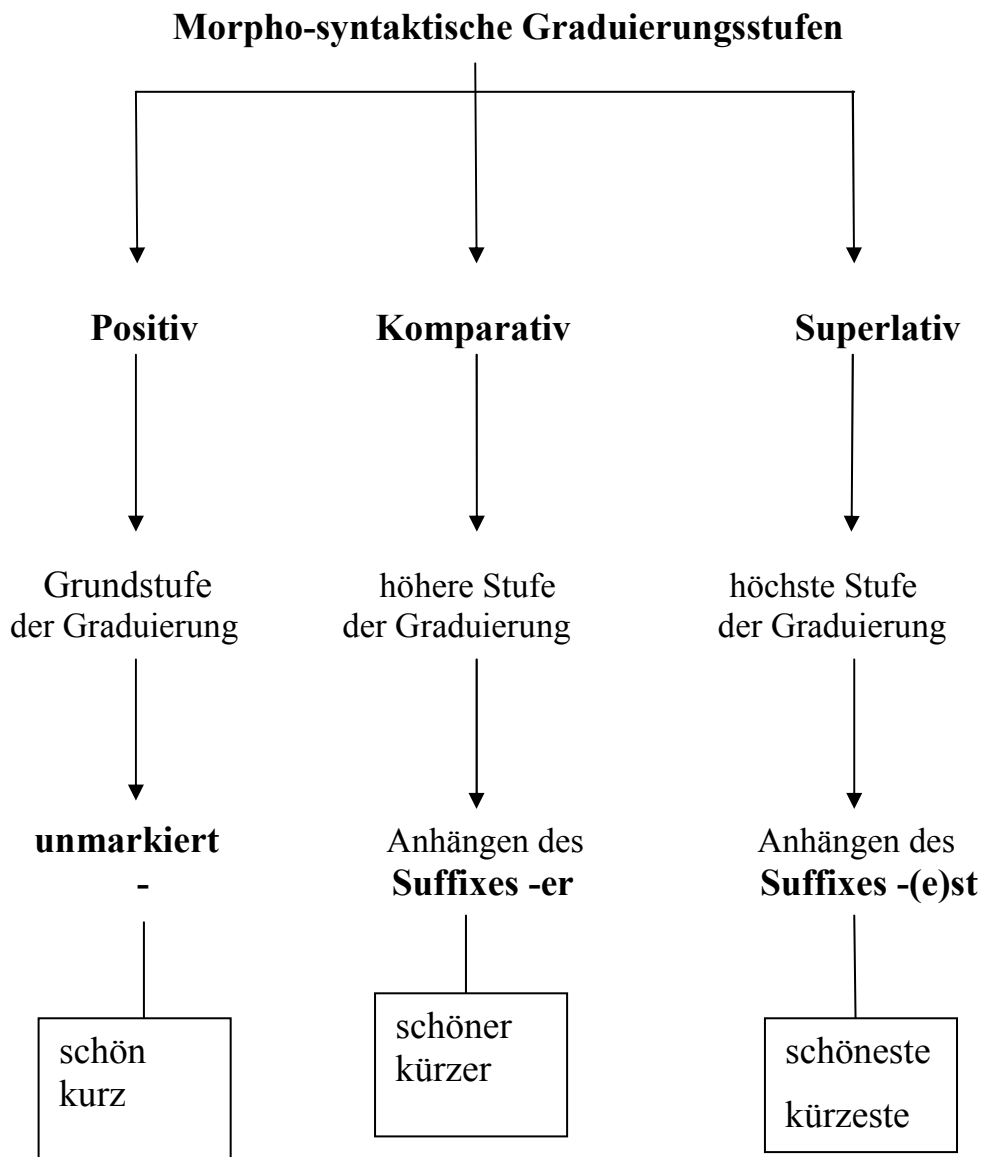 Morpho-syntaktische Graduierungsstufen
Positiv
Komparativ
Superlativ
Grundstufe
der Graduierung
höhere Stufe
der Graduierung
höchste Stufe
der Graduierung
unmarkiert
-
Anhängen des
Suffixes -er
Anhängen des
Suffixes -(e)st
schön
kurz
schöner
kürzer
schöneste
kürzeste